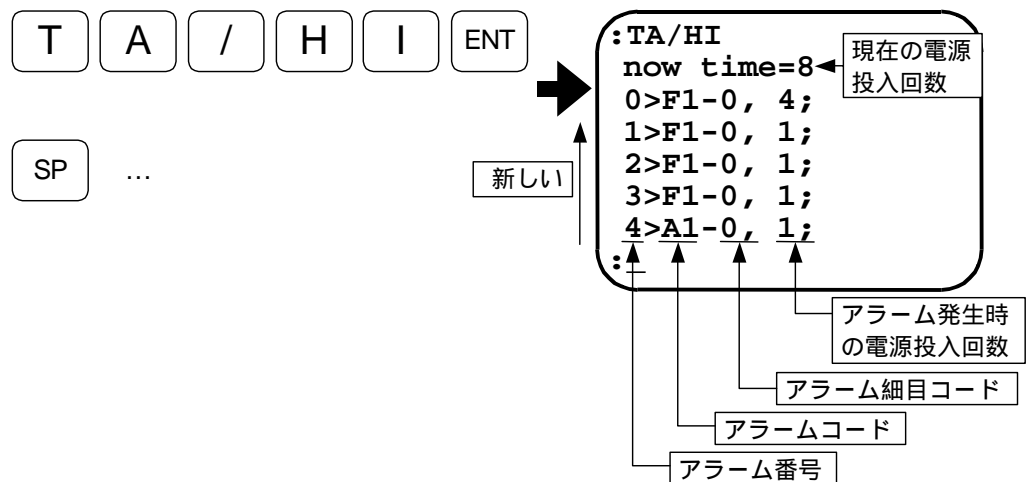 T A / H I ENT
SP …
:TA/HI
now time=8
現在の電源
投入回数
0>F1-0, 4;
1>F1-0, 1;
2>F1-0, 1;
3>F1-0, 1;
4>A1-0, 1;
:_
新しい
アラーム発生時
の電源投入回数
アラーム細目コード
アラームコード
アラーム番号